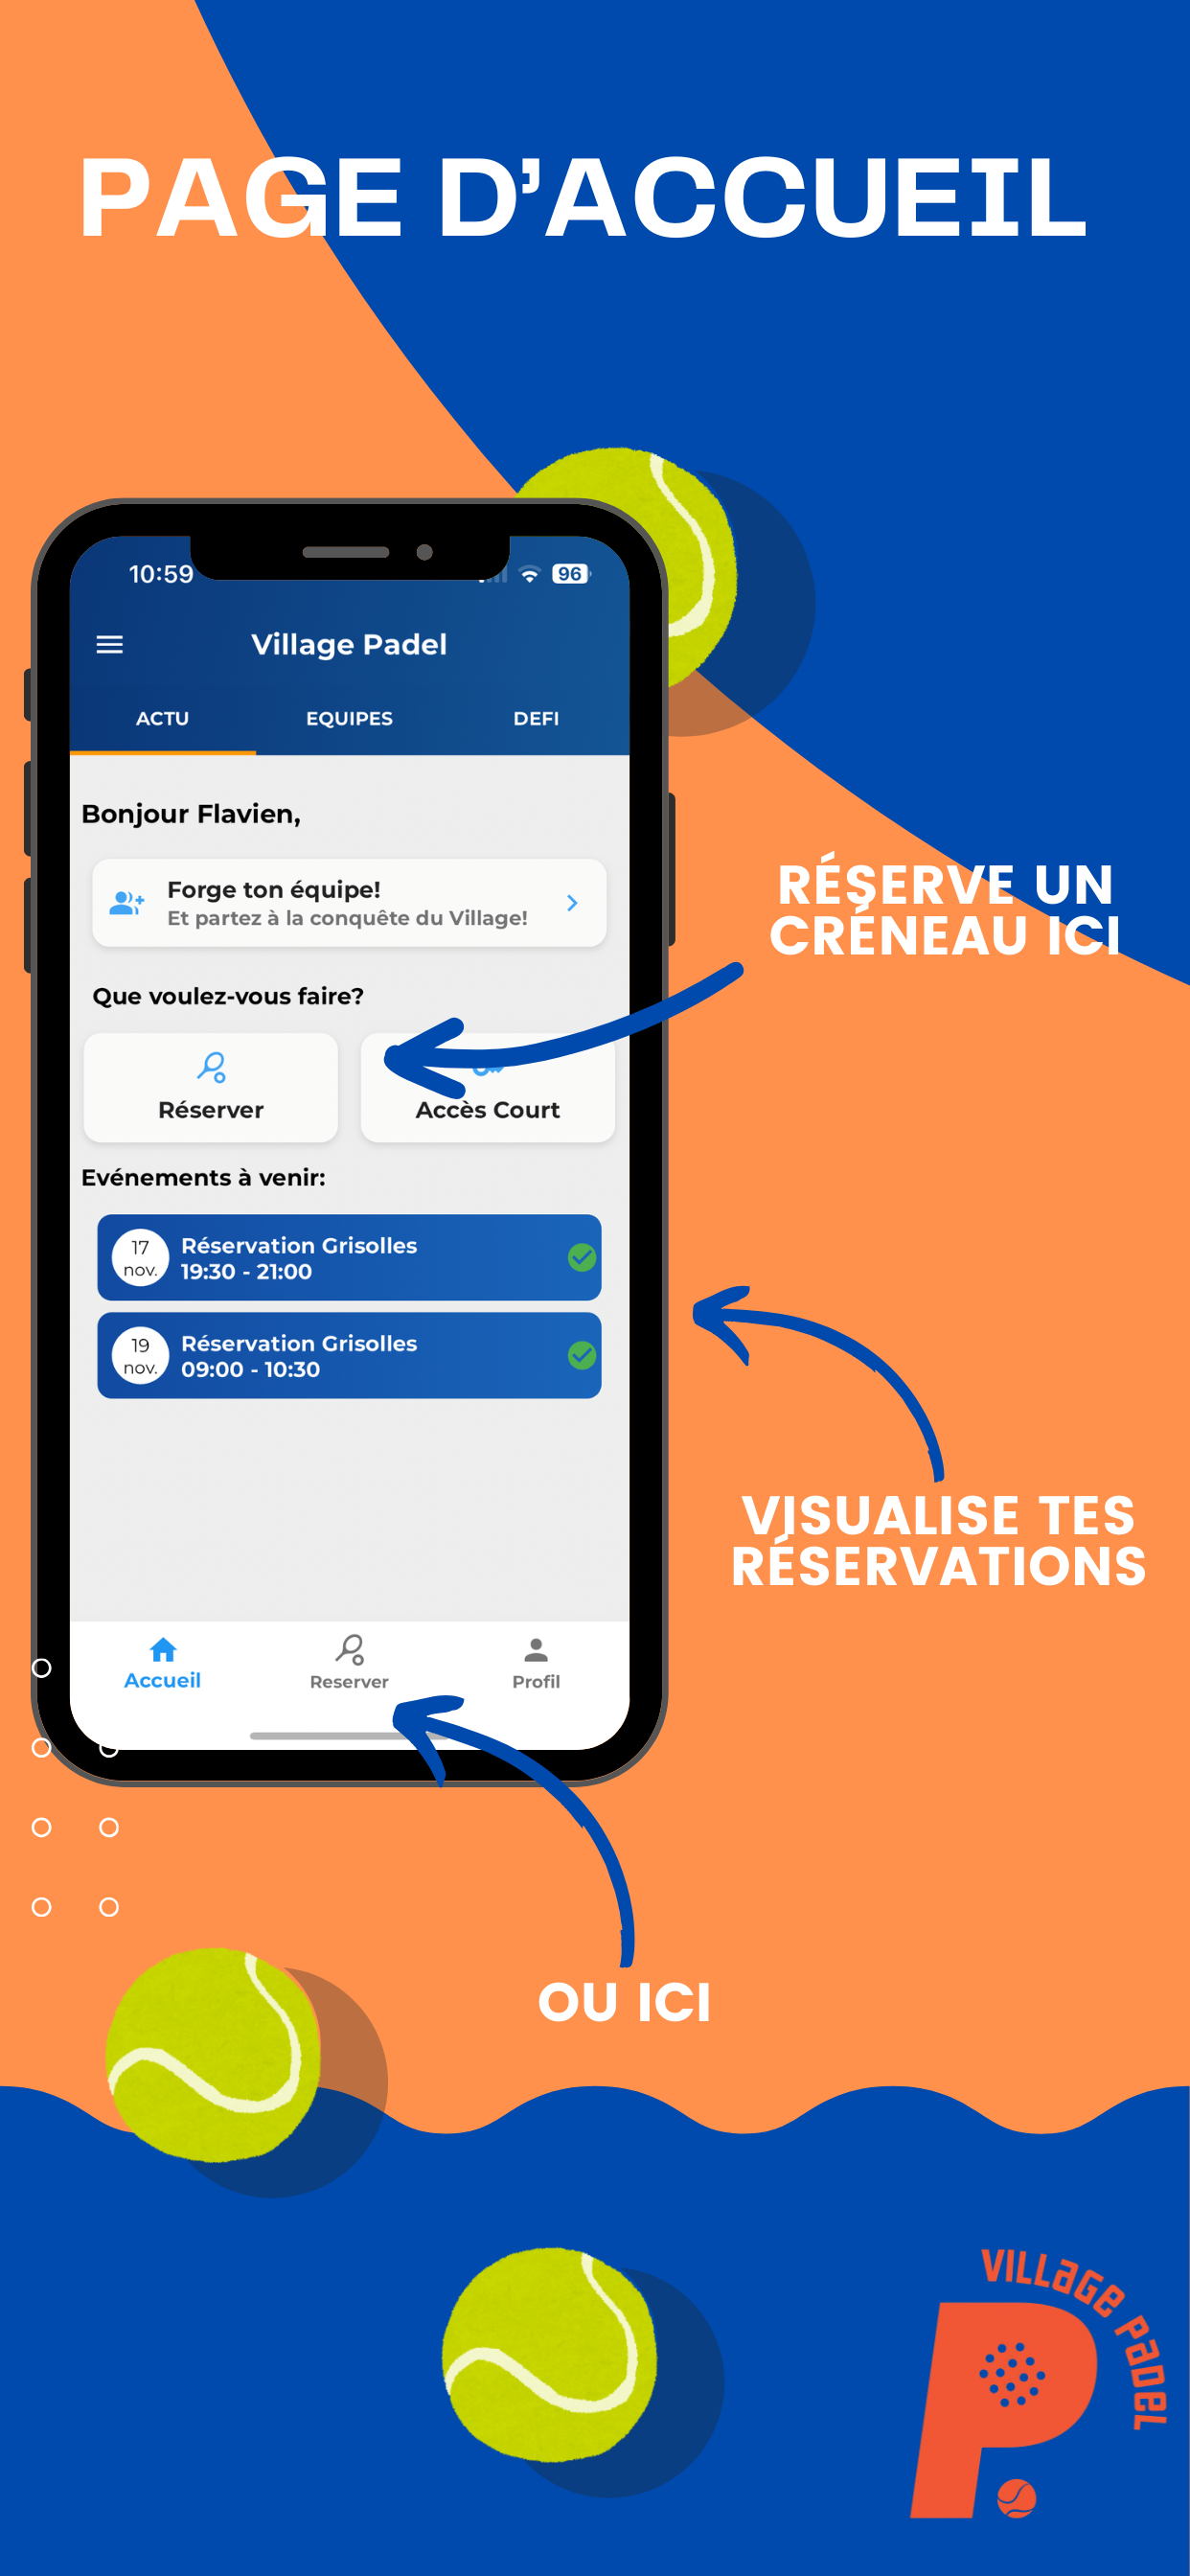 PAGE D'ACCUEIL
10:59
96
Village Padel
ACTU
EQUIPES
DEFI
Bonjour Flavien,
Forge ton équipe!
Et partez à la conquête du Village!
RÉSERVE UN
CRÉNEAU ICI
Que voulez-vous faire?
Réserver
Accès Court
Evénements à venir:
17
nov.
Réservation Grisolles
19:30 - 21:00
19
nov.
Réservation Grisolles
09:00 - 10:30
VISUALISE TES
RÉSERVATIONS
Accueil
Reserver
Profil
OU ICI
VILLaGe PaDeL
P